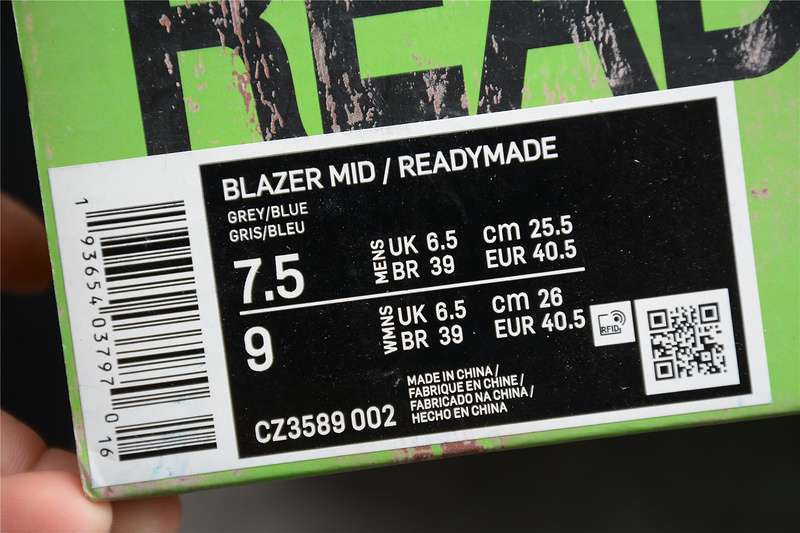 READ
BLAZER MID / READYMADE
GREY/BLUE
GRIS/BLEU
7.5 MENS UK 6.5 cm 25.5
BR 39 EUR 40.5
9 WMNS UK 6.5 cm 26
BR 39 EUR 40.5
RFID
MADE IN CHINA /
FABRIQUE EN CHINE /
FABRICADO NA CHINA /
HECHO EN CHINA
CZ3589 002
1 93654 03797 016